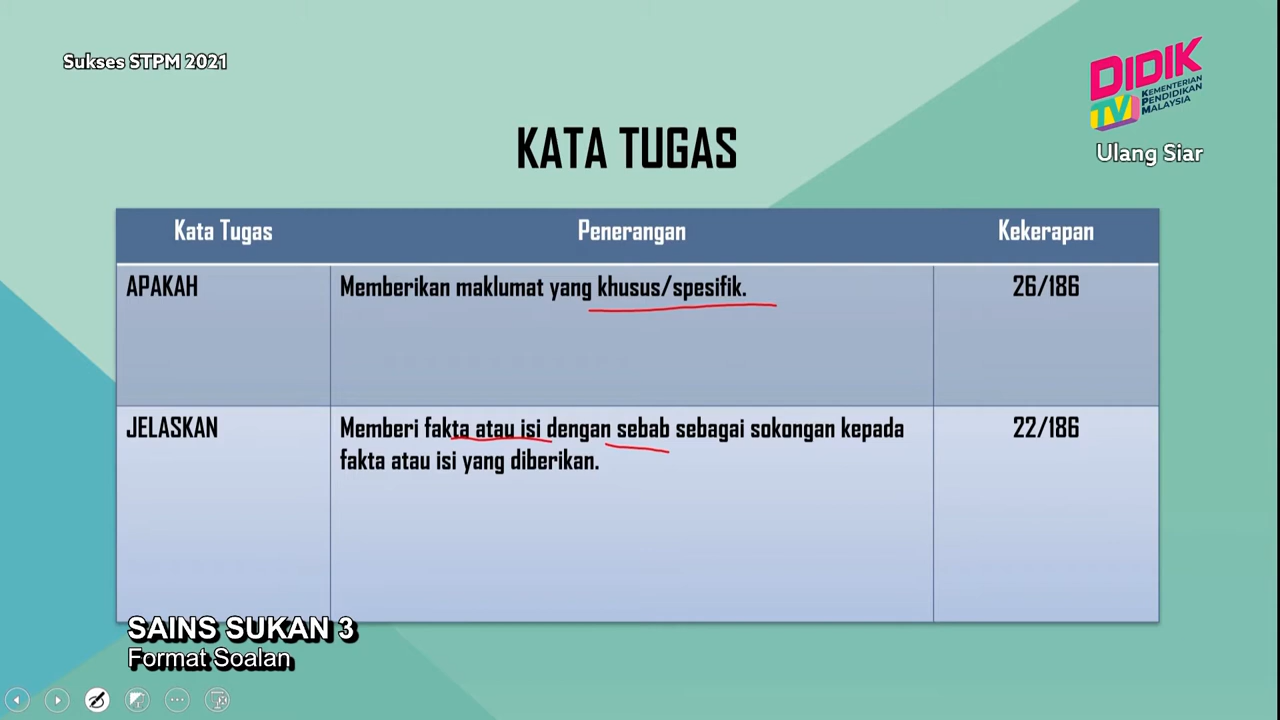 Sukses STPM 2021
DIDIK
TV
KEMENTERIAN
PENDIDIKAN
MALAYSIA
KPM
Ulang Siar
KATA TUGAS
Kata Tugas Penerangan Kekerapan
APAKAH Memberikan maklumat yang khusus/spesifik. 26/186
JELASKAN Memberi fakta atau isi dengan sebab sebagai sokongan kepada 22/186
fakta atau isi yang diberikan.
SAINS SUKAN 3
Format Soalan